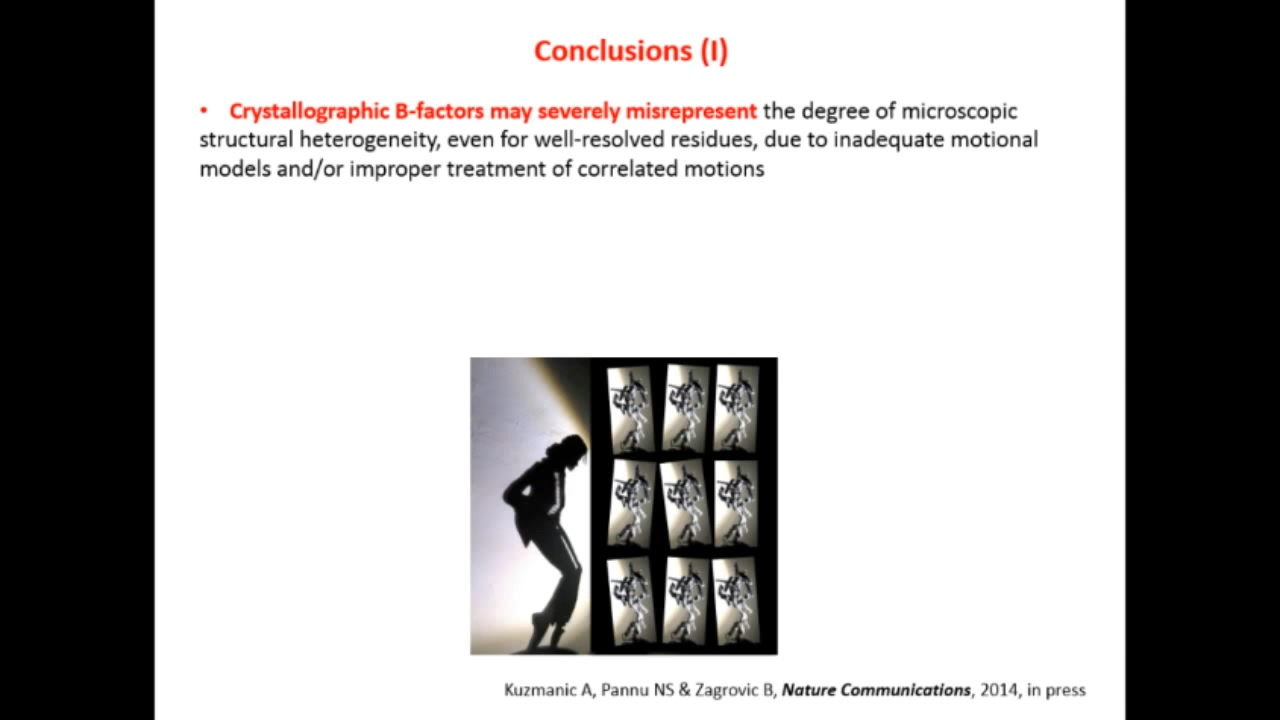 Conclusions (I)
• Crystallographic B-factors may severely misrepresent the degree of microscopic
structural heterogeneity, even for well-resolved residues, due to inadequate motional
models and/or improper treatment of correlated motions
Kuzmanic A, Pannu NS & Zagrovic B, Nature Communications, 2014, in press